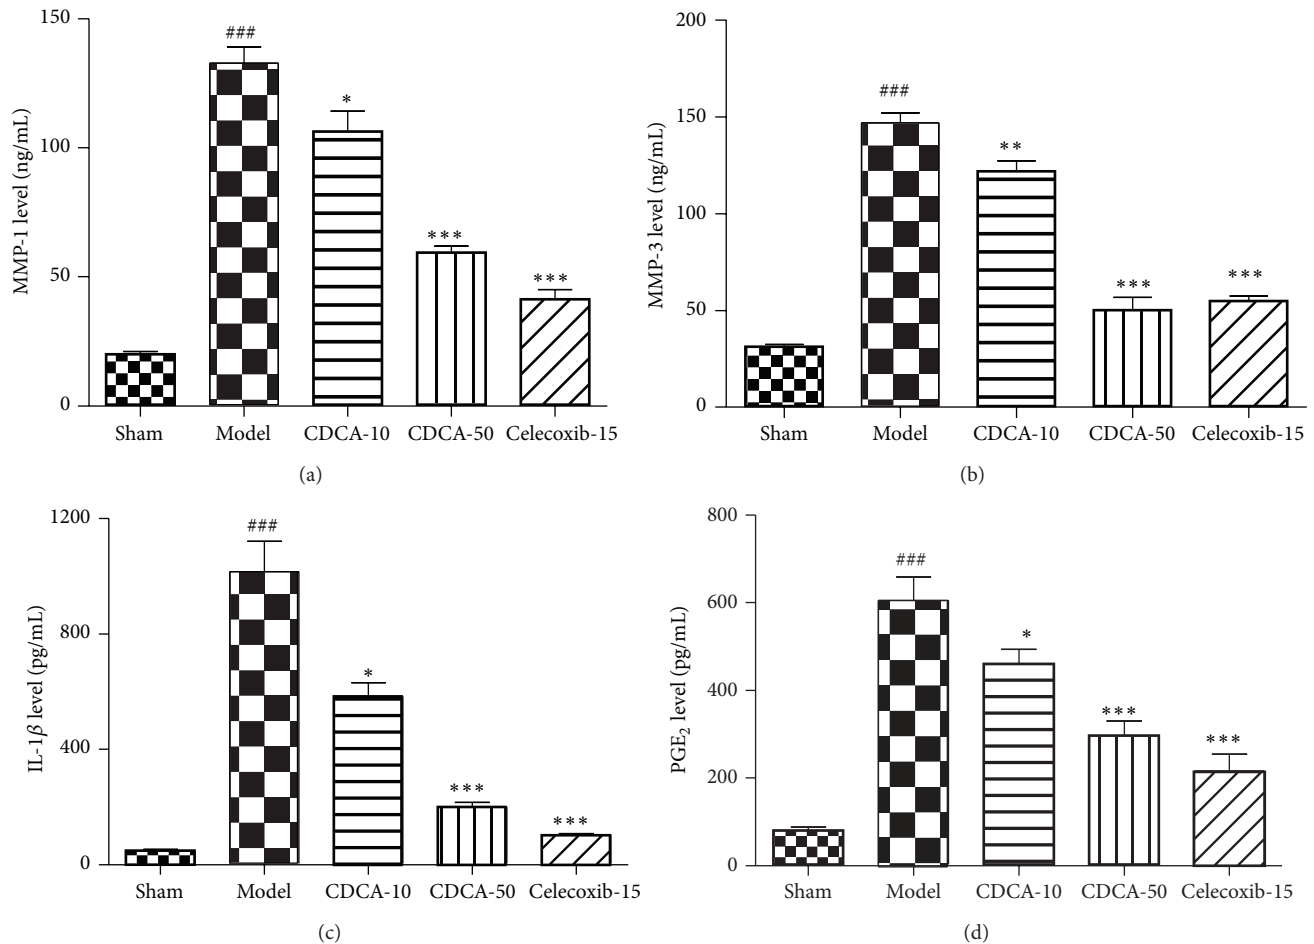 MMP-1 level (ng/mL)
150
100
50
0
###
*
***
***
Sham Model CDCA-10 CDCA-50 Celecoxib-15
(a)
MMP-3 level (ng/mL)
200
150
100
50
0
###
**
***
***
Sham Model CDCA-10 CDCA-50 Celecoxib-15
(b)
IL-1β level (pg/mL)
1200
800
400
0
###
*
***
***
Sham Model CDCA-10 CDCA-50 Celecoxib-15
(c)
PGE₂ level (pg/mL)
800
600
400
200
0
###
*
***
***
Sham Model CDCA-10 CDCA-50 Celecoxib-15
(d)